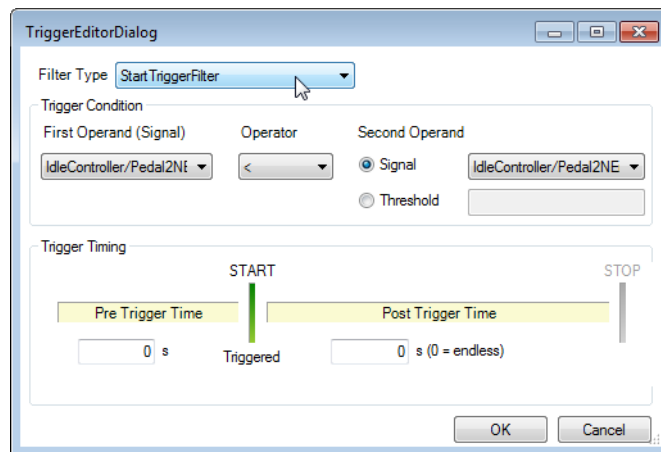 TriggerEditorDialog
Filter Type StartTriggerFilter
Trigger Condition
First Operand (Signal) Operator Second Operand
IdleController/Pedal2NE < Signal IdleController/Pedal2NE
Threshold
Trigger Timing
START STOP
Pre Trigger Time Post Trigger Time
0 s Triggered 0 s (0 = endless)
OK Cancel